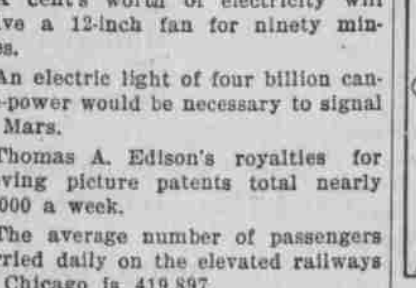 cent's worth of electricity will
ve a 12-inch fan for ninety min-
es.
An electric light of four billion can-
-power would be necessary to signal
Mars.
Thomas A. Edison's royalties for
ving picture patents total nearly
000 a week.
The average number of passengers
rried daily on the elevated railways
Chicago is 419,897